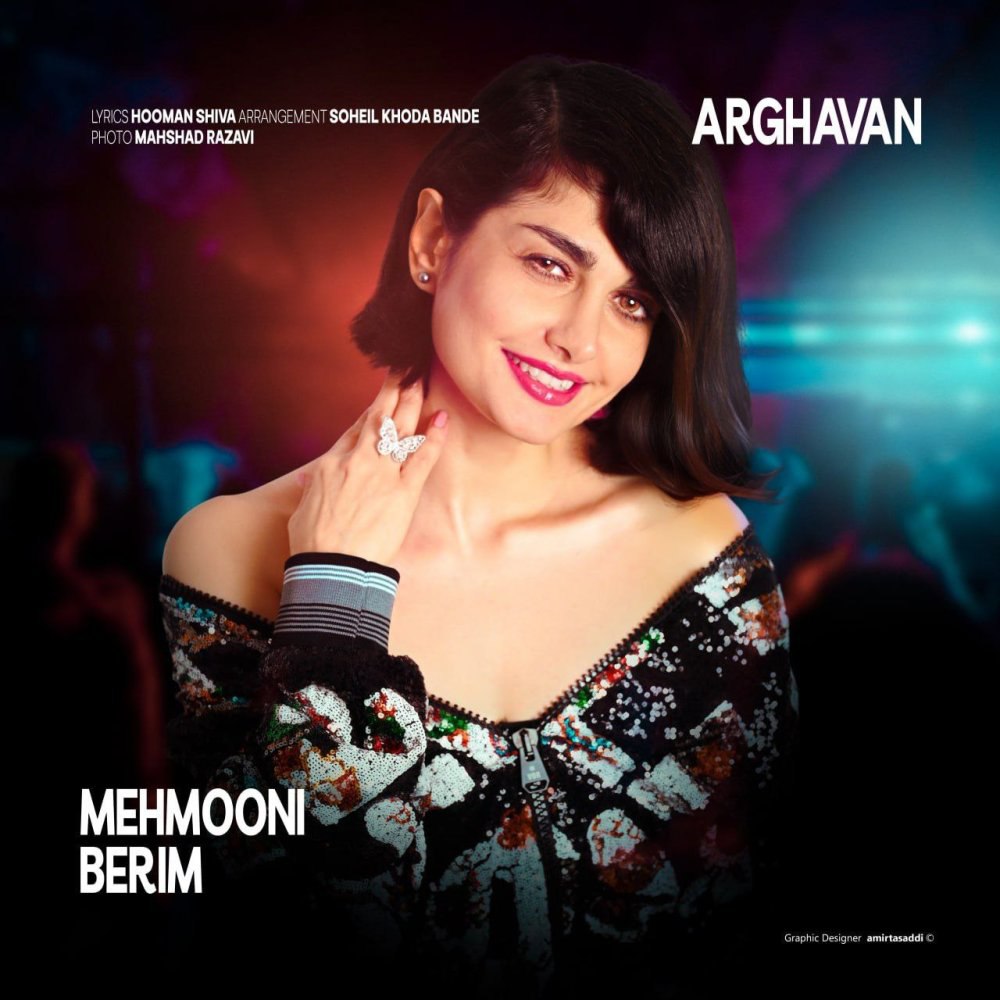 LYRICS HOOMAN SHIVA ARRANGEMENT SOHEIL KHODA BANDE
PHOTO MAHSHAD RAZAVI
ARGHAVAN
MEHMOONI
BERIM
Graphic Designer amirtasaddi ©